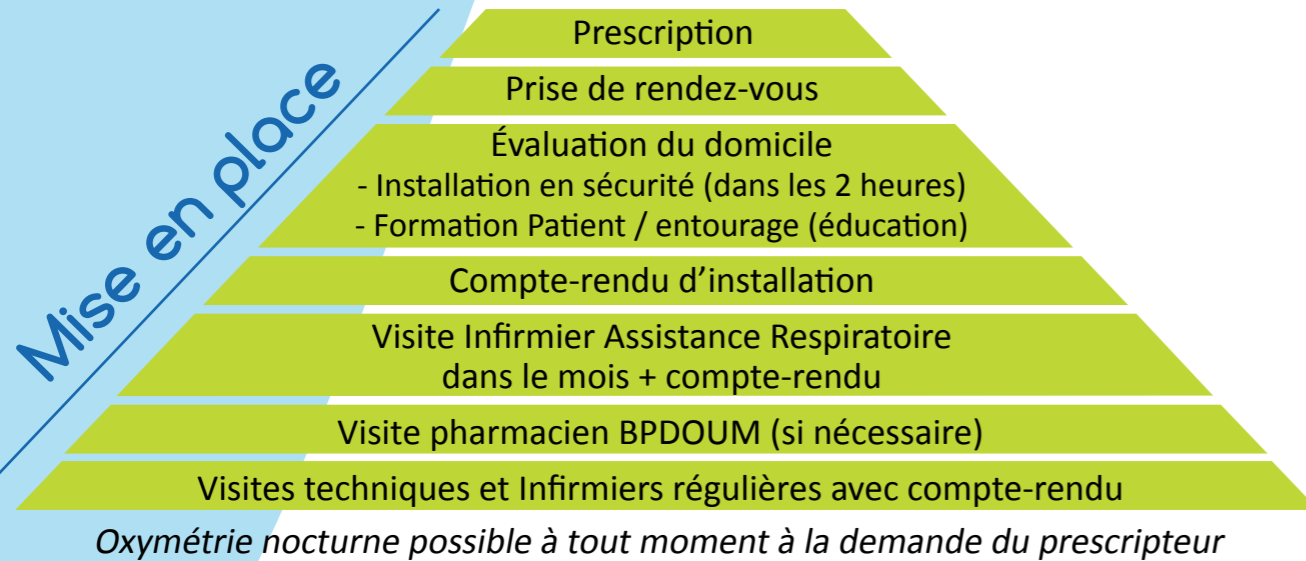 Mise en place
Prescription
Prise de rendez-vous
Évaluation du domicile
- Installation en sécurité (dans les 2 heures)
- Formation Patient / entourage (éducation)
Compte-rendu d’installation
Visite Infirmier Assistance Respiratoire
dans le mois + compte-rendu
Visite pharmacien BPDOUM (si nécessaire)
Visites techniques et Infirmiers régulières avec compte-rendu
Oxymétrie nocturne possible à tout moment à la demande du prescripteur